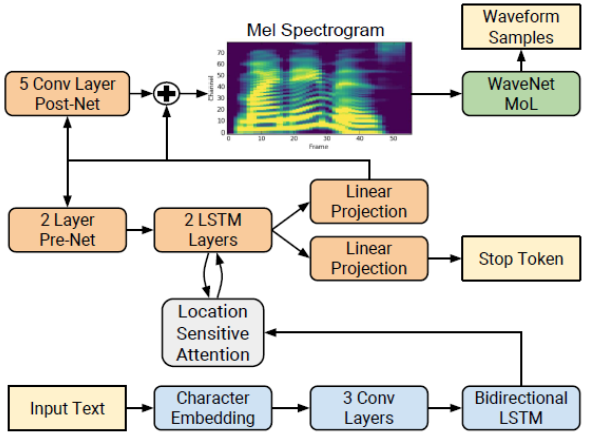 Mel Spectrogram
Waveform
Samples
5 Conv Layer
Post-Net
WaveNet
MoL
Channel
70
60
50
40
30
20
10
0
0
10
20
30
40
50
Frame
2 Layer
Pre-Net
2 LSTM
Layers
Linear
Projection
Linear
Projection
Stop Token
Location
Sensitive
Attention
Input Text
Character
Embedding
3 Conv
Layers
Bidirectional
LSTM